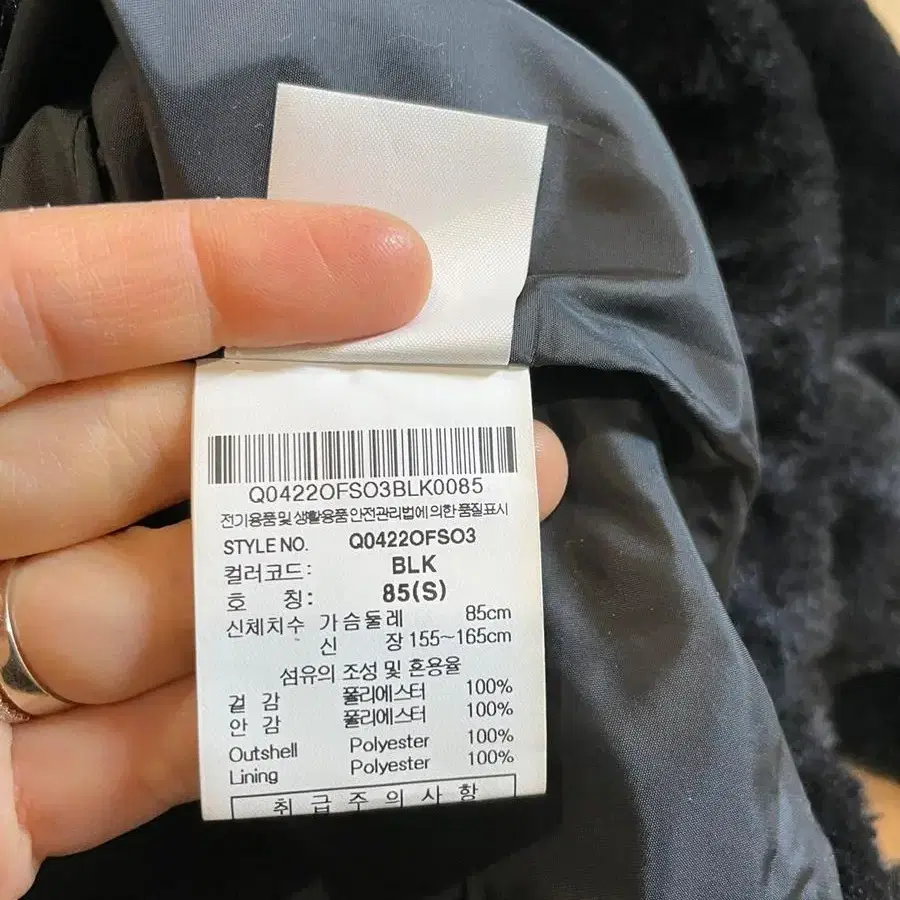 Q0422OFSO3BLK0085
전기용품 및 생활용품 안전관리법에 의한 품질표시
STYLE NO. Q0422OFSO3
컬러코드: BLK
호 칭: 85(S)
신체치수 가슴둘레 85cm
신 장 155~165cm
섬유의 조성 및 혼용율
겉 감 폴리에스터 100%
안 감 폴리에스터 100%
Outshell Polyester 100%
Lining Polyester 100%
취 급 주 의 사 항